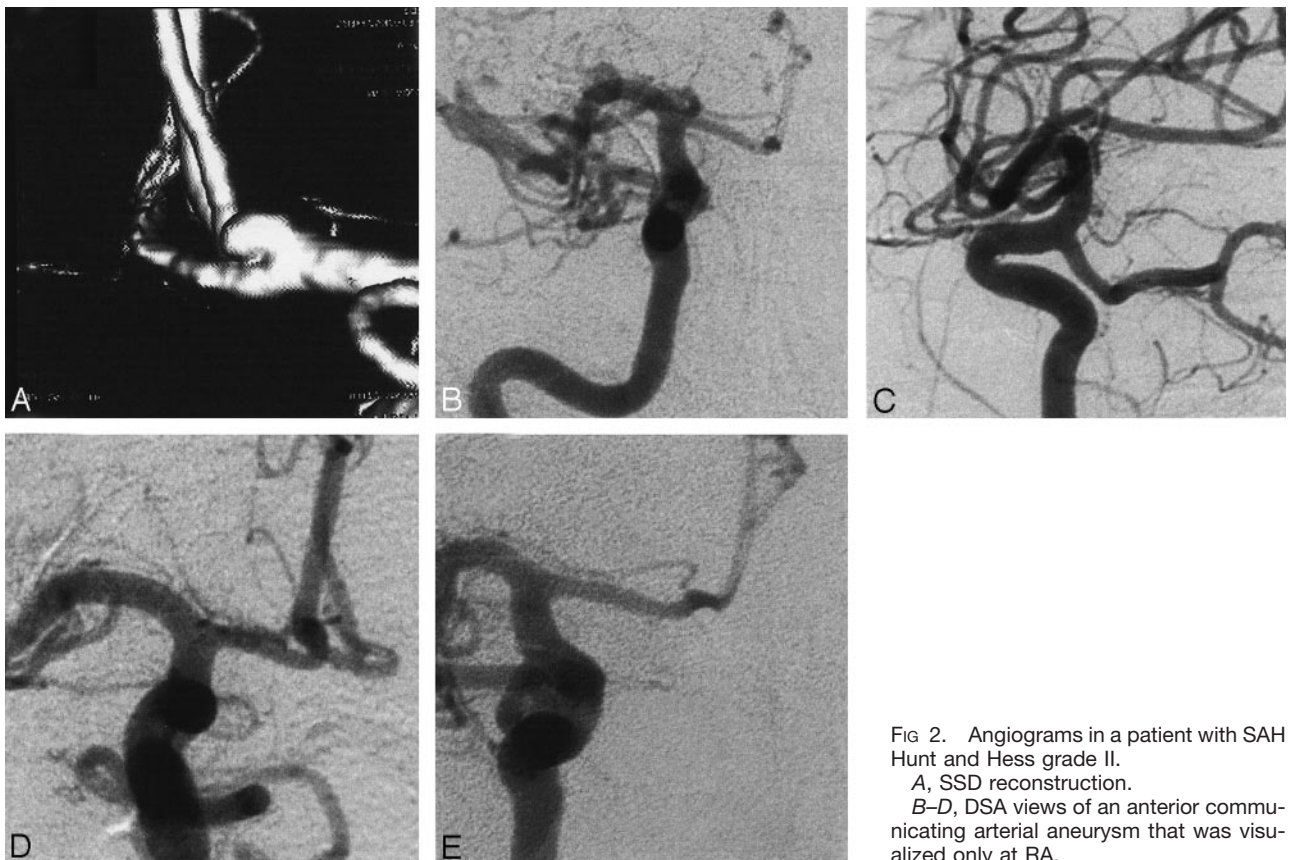 A
B
C
D
E
FIG 2. Angiograms in a patient with SAH
Hunt and Hess grade II.
A, SSD reconstruction.
B–D, DSA views of an anterior commu-
nicating arterial aneurysm that was visu-
alized only at RA.